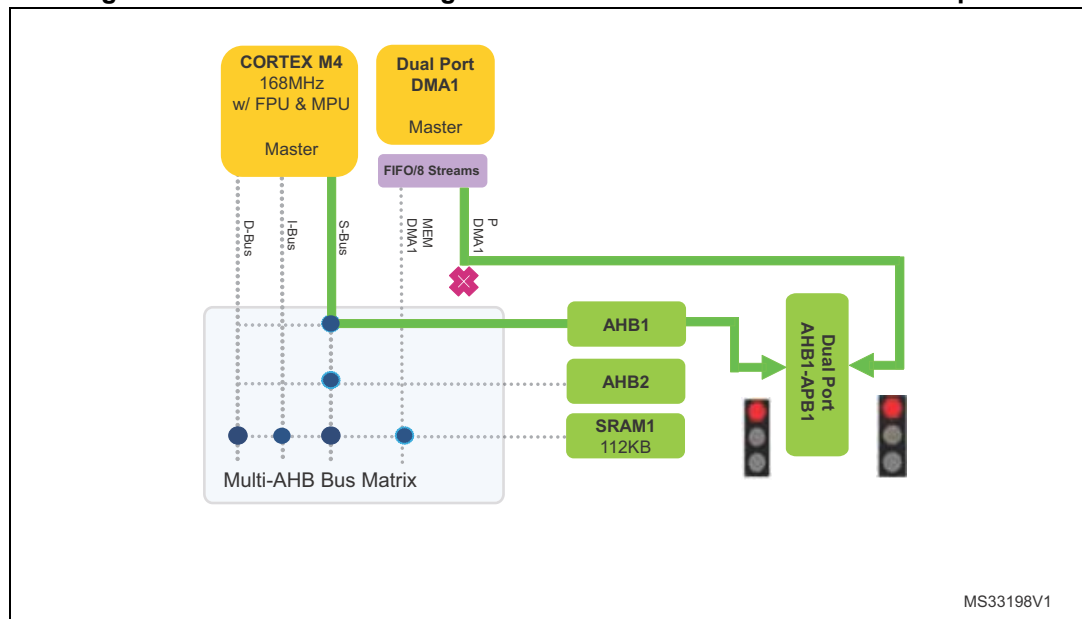 CORTEX M4
168MHz
w/ FPU & MPU
Master
Dual Port
DMA1
Master
FIFO/8 Streams
D-Bus
I-Bus
S-Bus
MEM
DMA1
P
DMA1
AHB1
AHB2
SRAM1
112KB
Dual Port
AHB1-APB1
Multi-AHB Bus Matrix
MS33198V1